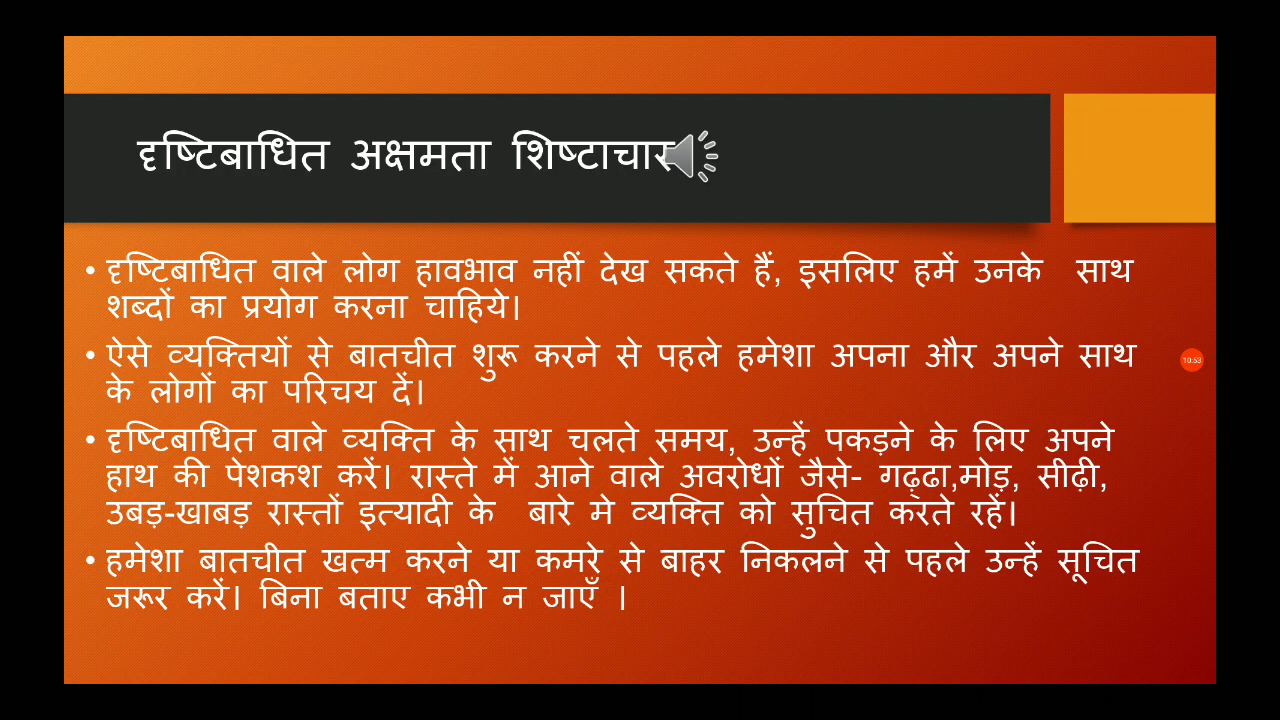 दृष्टिबाधित अक्षमता शिष्टाचार
• दृष्टिबाधित वाले लोग हावभाव नहीं देख सकते हैं, इसलिए हमें उनके साथ
शब्दों का प्रयोग करना चाहिये।
• ऐसे व्यक्तियों से बातचीत शुरू करने से पहले हमेशा अपना और अपने साथ
के लोगों का परिचय दें।
10:53
• दृष्टिबाधित वाले व्यक्ति के साथ चलते समय, उन्हें पकड़ने के लिए अपने
हाथ की पेशकश करें। रास्ते में आने वाले अवरोधों जैसे- गढ्ढा,मोड़, सीढ़ी,
उबड़-खाबड़ रास्तों इत्यादी के बारे मे व्यक्ति को सुचित करते रहें।
• हमेशा बातचीत खत्म करने या कमरे से बाहर निकलने से पहले उन्हें सूचित
जरूर करें। बिना बताए कभी न जाएँ ।